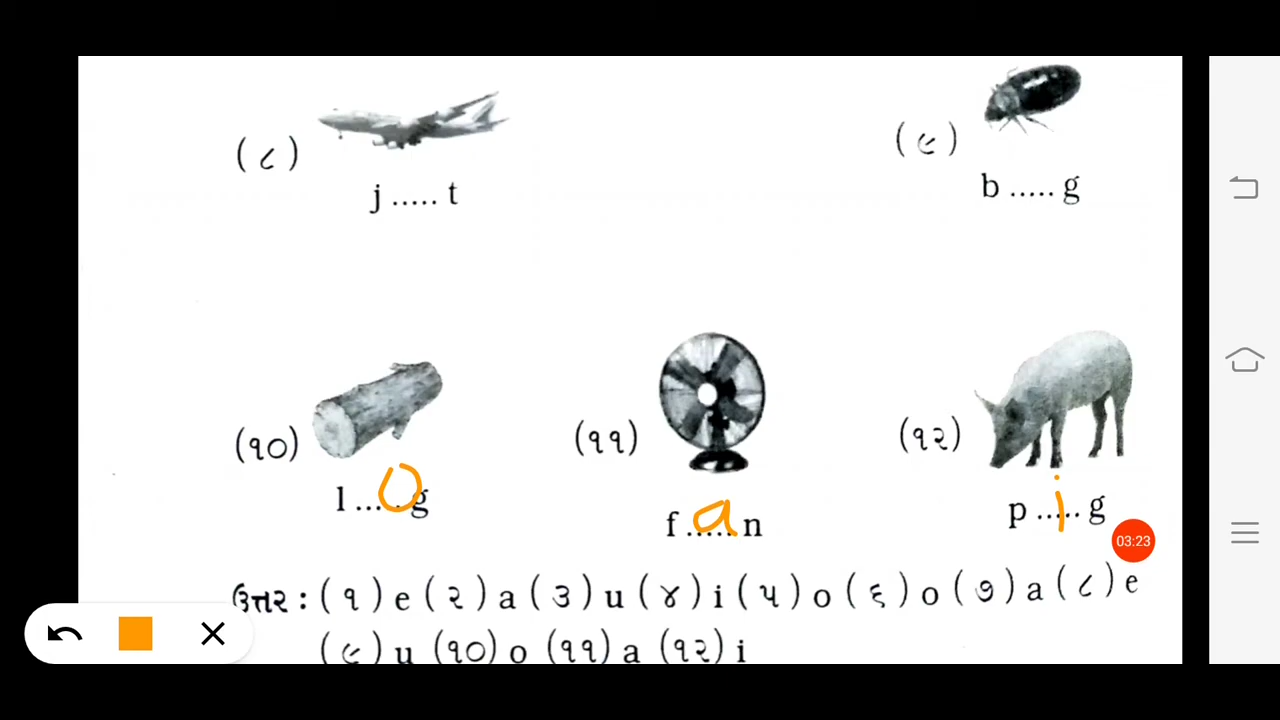 (૮)
(૯)
j ..... t
b ..... g
(૧૦)
(૧૧)
(૧૨)
l ... o g
f ..a.. n
p ..i.. g
03:23
ઉત્તર : (૧) e (૨) a (૩) u (૪) i (૫) o (૬) o (૭) a (૮) e
(૯) u (૧૦) o (૧૧) a (૧૨) i